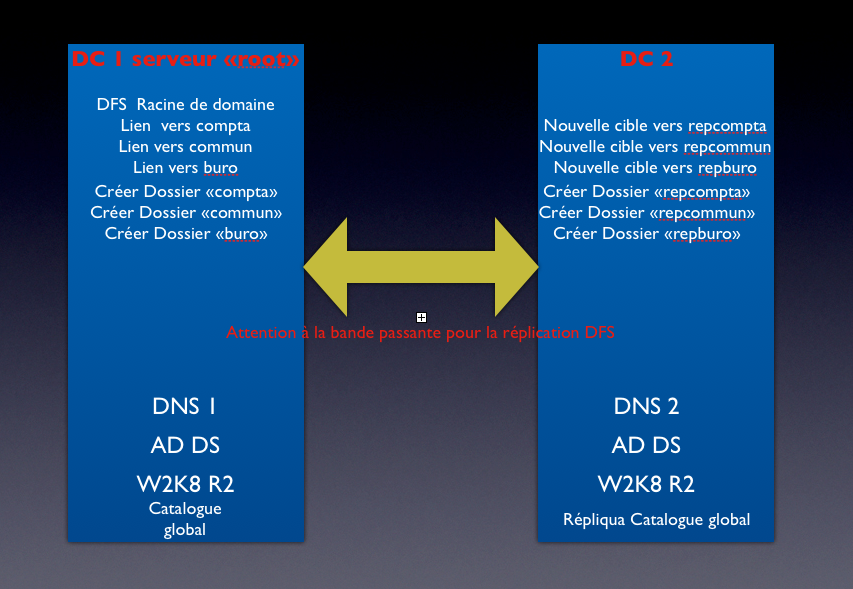 DC 1 serveur «root»
DFS  Racine de domaine
Lien  vers compta
Lien vers commun
Lien vers buro
Créer Dossier «compta»
Créer Dossier «commun»
Créer Dossier «buro»
DC 2
Nouvelle cible vers repcompta
Nouvelle cible vers repcommun
Nouvelle cible vers repburo
Créer Dossier «repcompta»
Créer Dossier «repcommun»
Créer Dossier «repburo»
Attention à la bande passante pour la réplication DFS
DNS 1
AD DS
W2K8 R2
Catalogue
global
DNS 2
AD DS
W2K8 R2
Répliqua Catalogue global